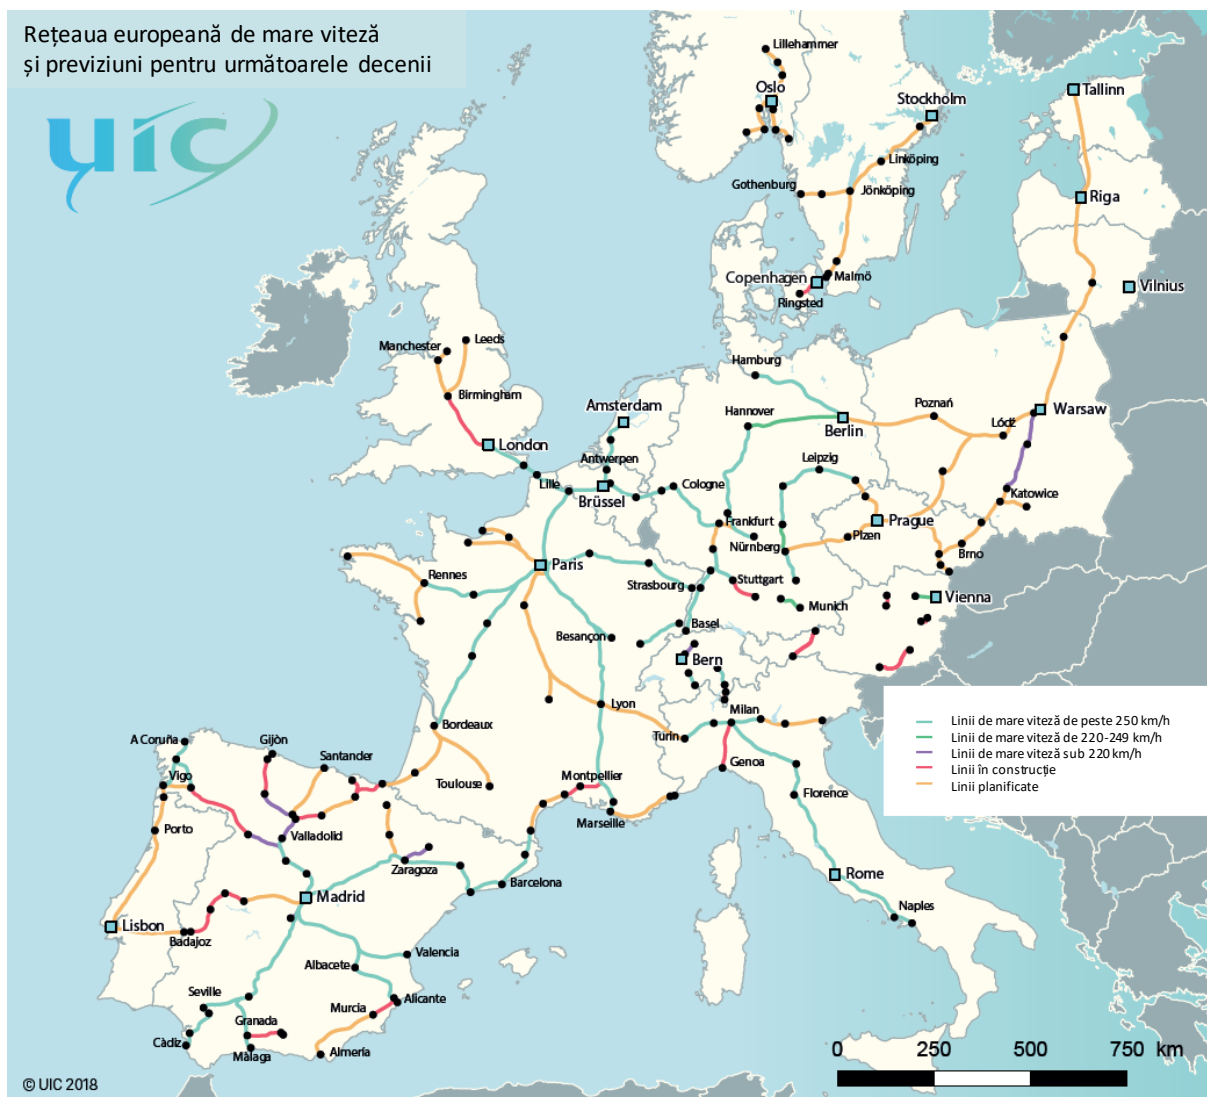 Rețeaua europeană de mare viteză
și previziuni pentru următoarele decenii
uic
Lillehammer
Oslo
Stockholm
Tallinn
Linköping
Gothenburg
Jönköping
Riga
Copenhagen
Malmö
Ringsted
Vilnius
Leeds
Manchester
Hamburg
Birmingham
Amsterdam
Hannover
Poznań
Warsaw
Berlin
Łódź
London
Antwerpen
Leipzig
Lille
Cologne
Katowice
Brüssel
Frankfurt
Prague
Plzen
Nürnberg
Brno
Paris
Rennes
Strasbourg
Stuttgart
Munich
Vienna
Basel
Besançon
Bern
Lyon
Milan
Bordeaux
Turin
A Coruña
Gijòn
Santander
Genoa
Vigo
Toulouse
Montpellier
Florence
Marseille
Porto
Valladolid
Zaragoza
Barcelona
Rome
Madrid
Naples
Lisbon
Badajoz
Valencia
Albacete
Seville
Alicante
Murcia
Granada
Càdiz
Màlaga
Almería
Linii de mare viteză de peste 250 km/h
Linii de mare viteză de 220-249 km/h
Linii de mare viteză sub 220 km/h
Linii în construcție
Linii planificate
0 250 500 750 km
© UIC 2018